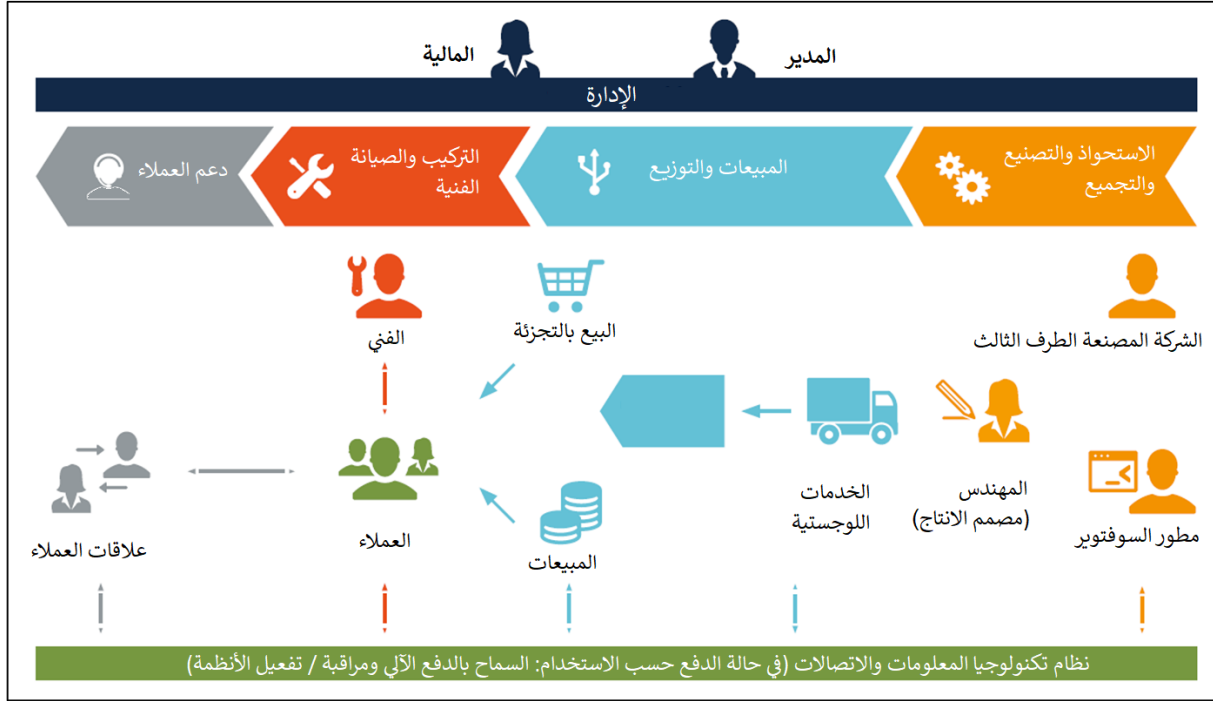 المدير
المالية
الإدارة
الاستحواذ والتصنيع
والتجميع
المبيعات والتوزيع
التركيب والصيانة
الفنية
دعم العملاء
الشركة المصنعة الطرف الثالث
البيع بالتجزئة
الفني
مطور السوفتوير
المهندس
(مصمم الانتاج)
الخدمات
اللوجستية
المبيعات
العملاء
علاقات العملاء
نظام تكنولوجيا المعلومات والاتصالات (في حالة الدفع حسب الاستخدام: السماح بالدفع الآلي ومراقبة / تفعيل الأنظمة)